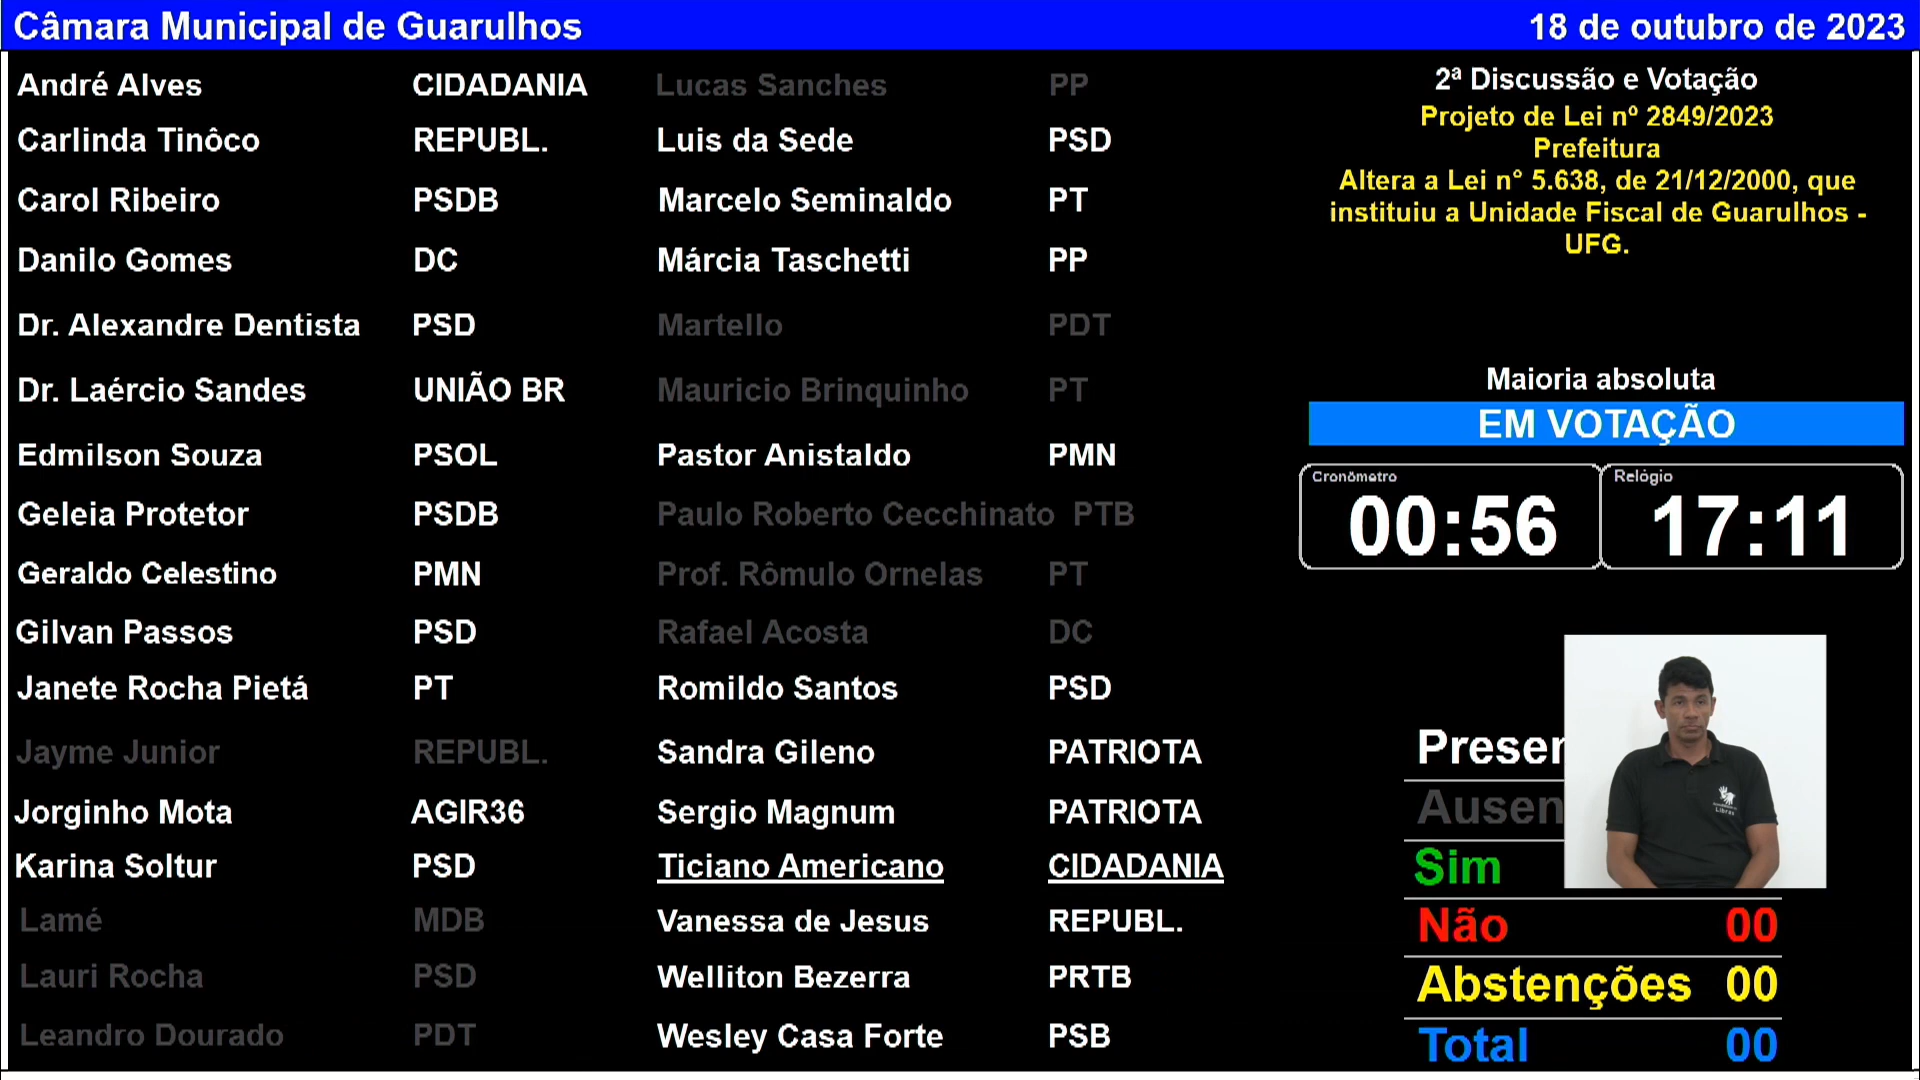 Câmara Municipal de Guarulhos 18 de outubro de 2023
André Alves CIDADANIA
Carlinda Tinôco REPUBL.
Carol Ribeiro PSDB
Danilo Gomes DC
Dr. Alexandre Dentista PSD
Dr. Laércio Sandes UNIÃO BR
Edmilson Souza PSOL
Geleia Protetor PSDB
Geraldo Celestino PMN
Gilvan Passos PSD
Janete Rocha Pietá PT
Jayme Junior REPUBL.
Jorginho Mota AGIR36
Karina Soltur PSD
Lamé MDB
Lauri Rocha PSD
Leandro Dourado PDT
Lucas Sanches PP
Luis da Sede PSD
Marcelo Seminaldo PT
Márcia Taschetti PP
Martello PDT
Mauricio Brinquinho PT
Pastor Anistaldo PMN
Paulo Roberto Cecchinato PTB
Prof. Rômulo Ornelas PT
Rafael Acosta DC
Romildo Santos PSD
Sandra Gileno PATRIOTA
Sergio Magnum PATRIOTA
Ticiano Americano CIDADANIA
Vanessa de Jesus REPUBL.
Welliton Bezerra PRTB
Wesley Casa Forte PSB
2ª Discussão e Votação
Projeto de Lei nº 2849/2023
Prefeitura
Altera a Lei n° 5.638, de 21/12/2000, que
instituiu a Unidade Fiscal de Guarulhos -
UFG.
Maioria absoluta
EM VOTAÇÃO
Cronômetro Relógio
00:56 17:11
Presen
Ausen
Sim
Não 00
Abstenções 00
Total 00
Libras